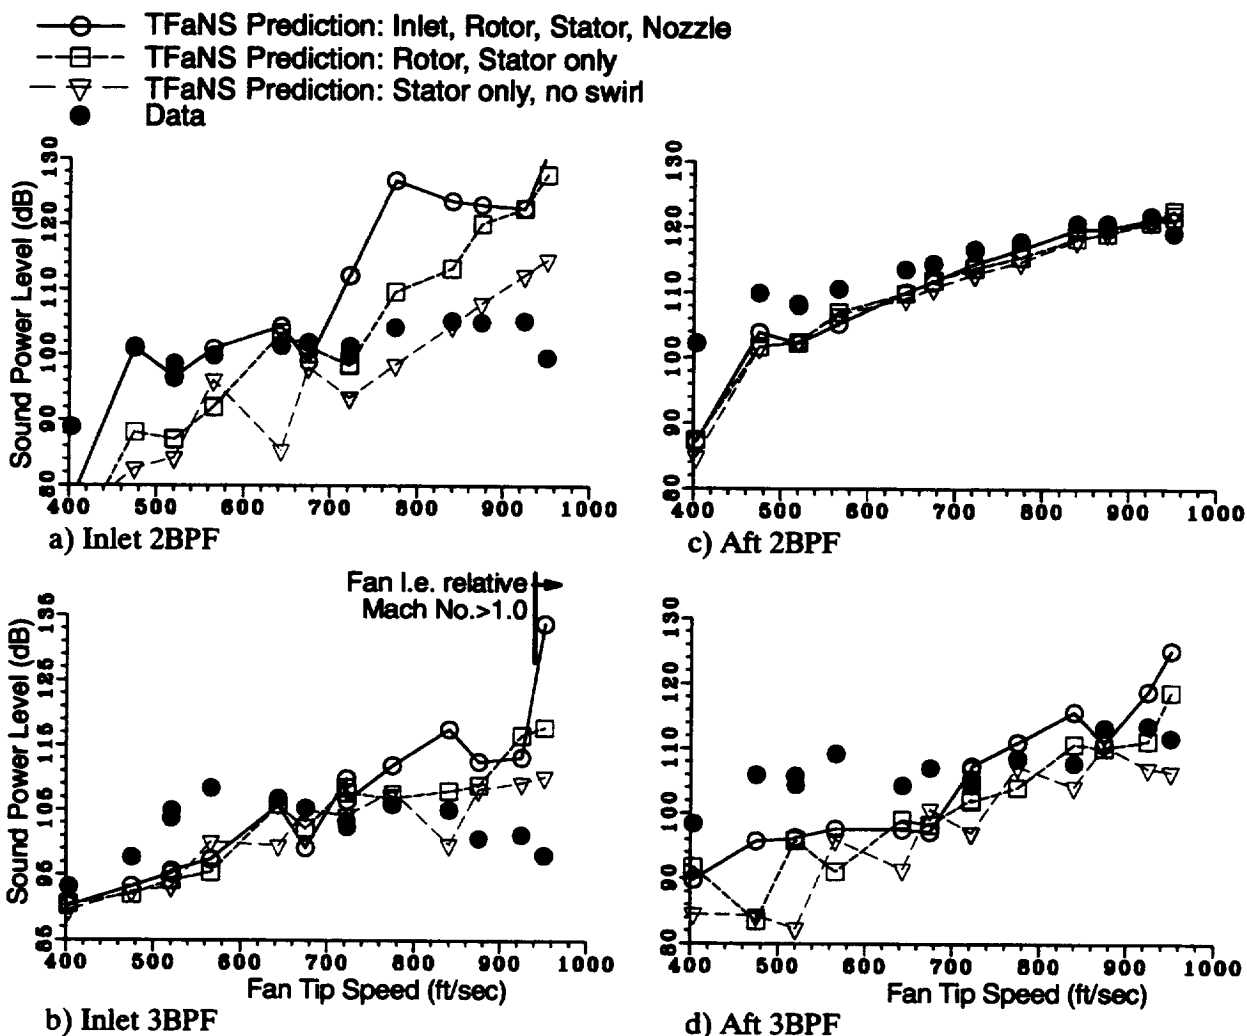 TFaNS Prediction: Inlet, Rotor, Stator, Nozzle
TFaNS Prediction: Rotor, Stator only
TFaNS Prediction: Stator only, no swirl
Data
Sound Power Level (dB)
80 90 100 110 120 130
400 500 600 700 800 900 1000
a) Inlet 2BPF
80 90 100 110 120 130
400 500 600 700 800 900 1000
c) Aft 2BPF
Fan l.e. relative
Mach No.>1.0
Sound Power Level (dB)
85 95 105 115 125 135
400 500 600 700 800 900 1000
Fan Tip Speed (ft/sec)
b) Inlet 3BPF
80 90 100 110 120 130
400 500 600 700 800 900 1000
Fan Tip Speed (ft/sec)
d) Aft 3BPF